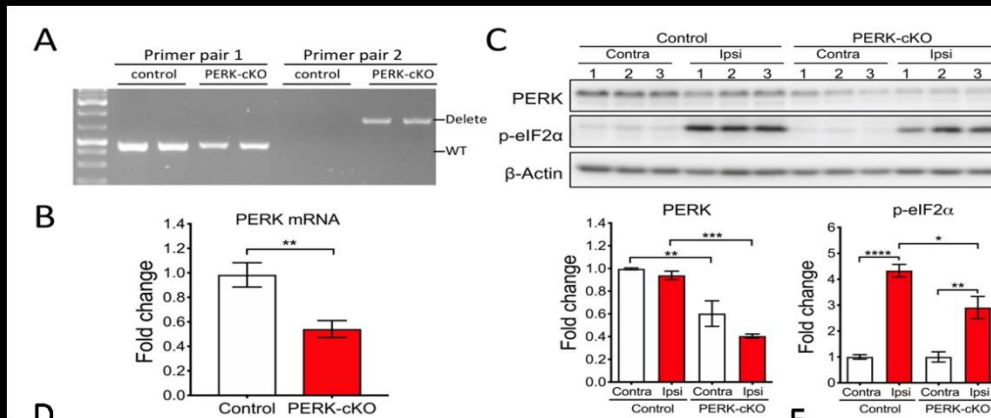 A
Primer pair 1 Primer pair 2
control PERK-cKO control PERK-cKO
Delete
WT
B
PERK mRNA
**
Fold change
1.4
1.2
1.0
0.8
0.6
0.4
0.2
0.0
Control PERK-cKO
C
Control PERK-cKO
Contra Ipsi Contra Ipsi
1 2 3 1 2 3 1 2 3 1 2 3
PERK
p-eIF2α
β-Actin
PERK
***
**
Fold change
1.4
1.2
1.0
0.8
0.6
0.4
0.2
0.0
Contra Ipsi Contra Ipsi
Control PERK-cKO
p-eIF2α
*
****
**
Fold change
6
5
4
3
2
1
0
Contra Ipsi Contra Ipsi
Control PERK-cKO